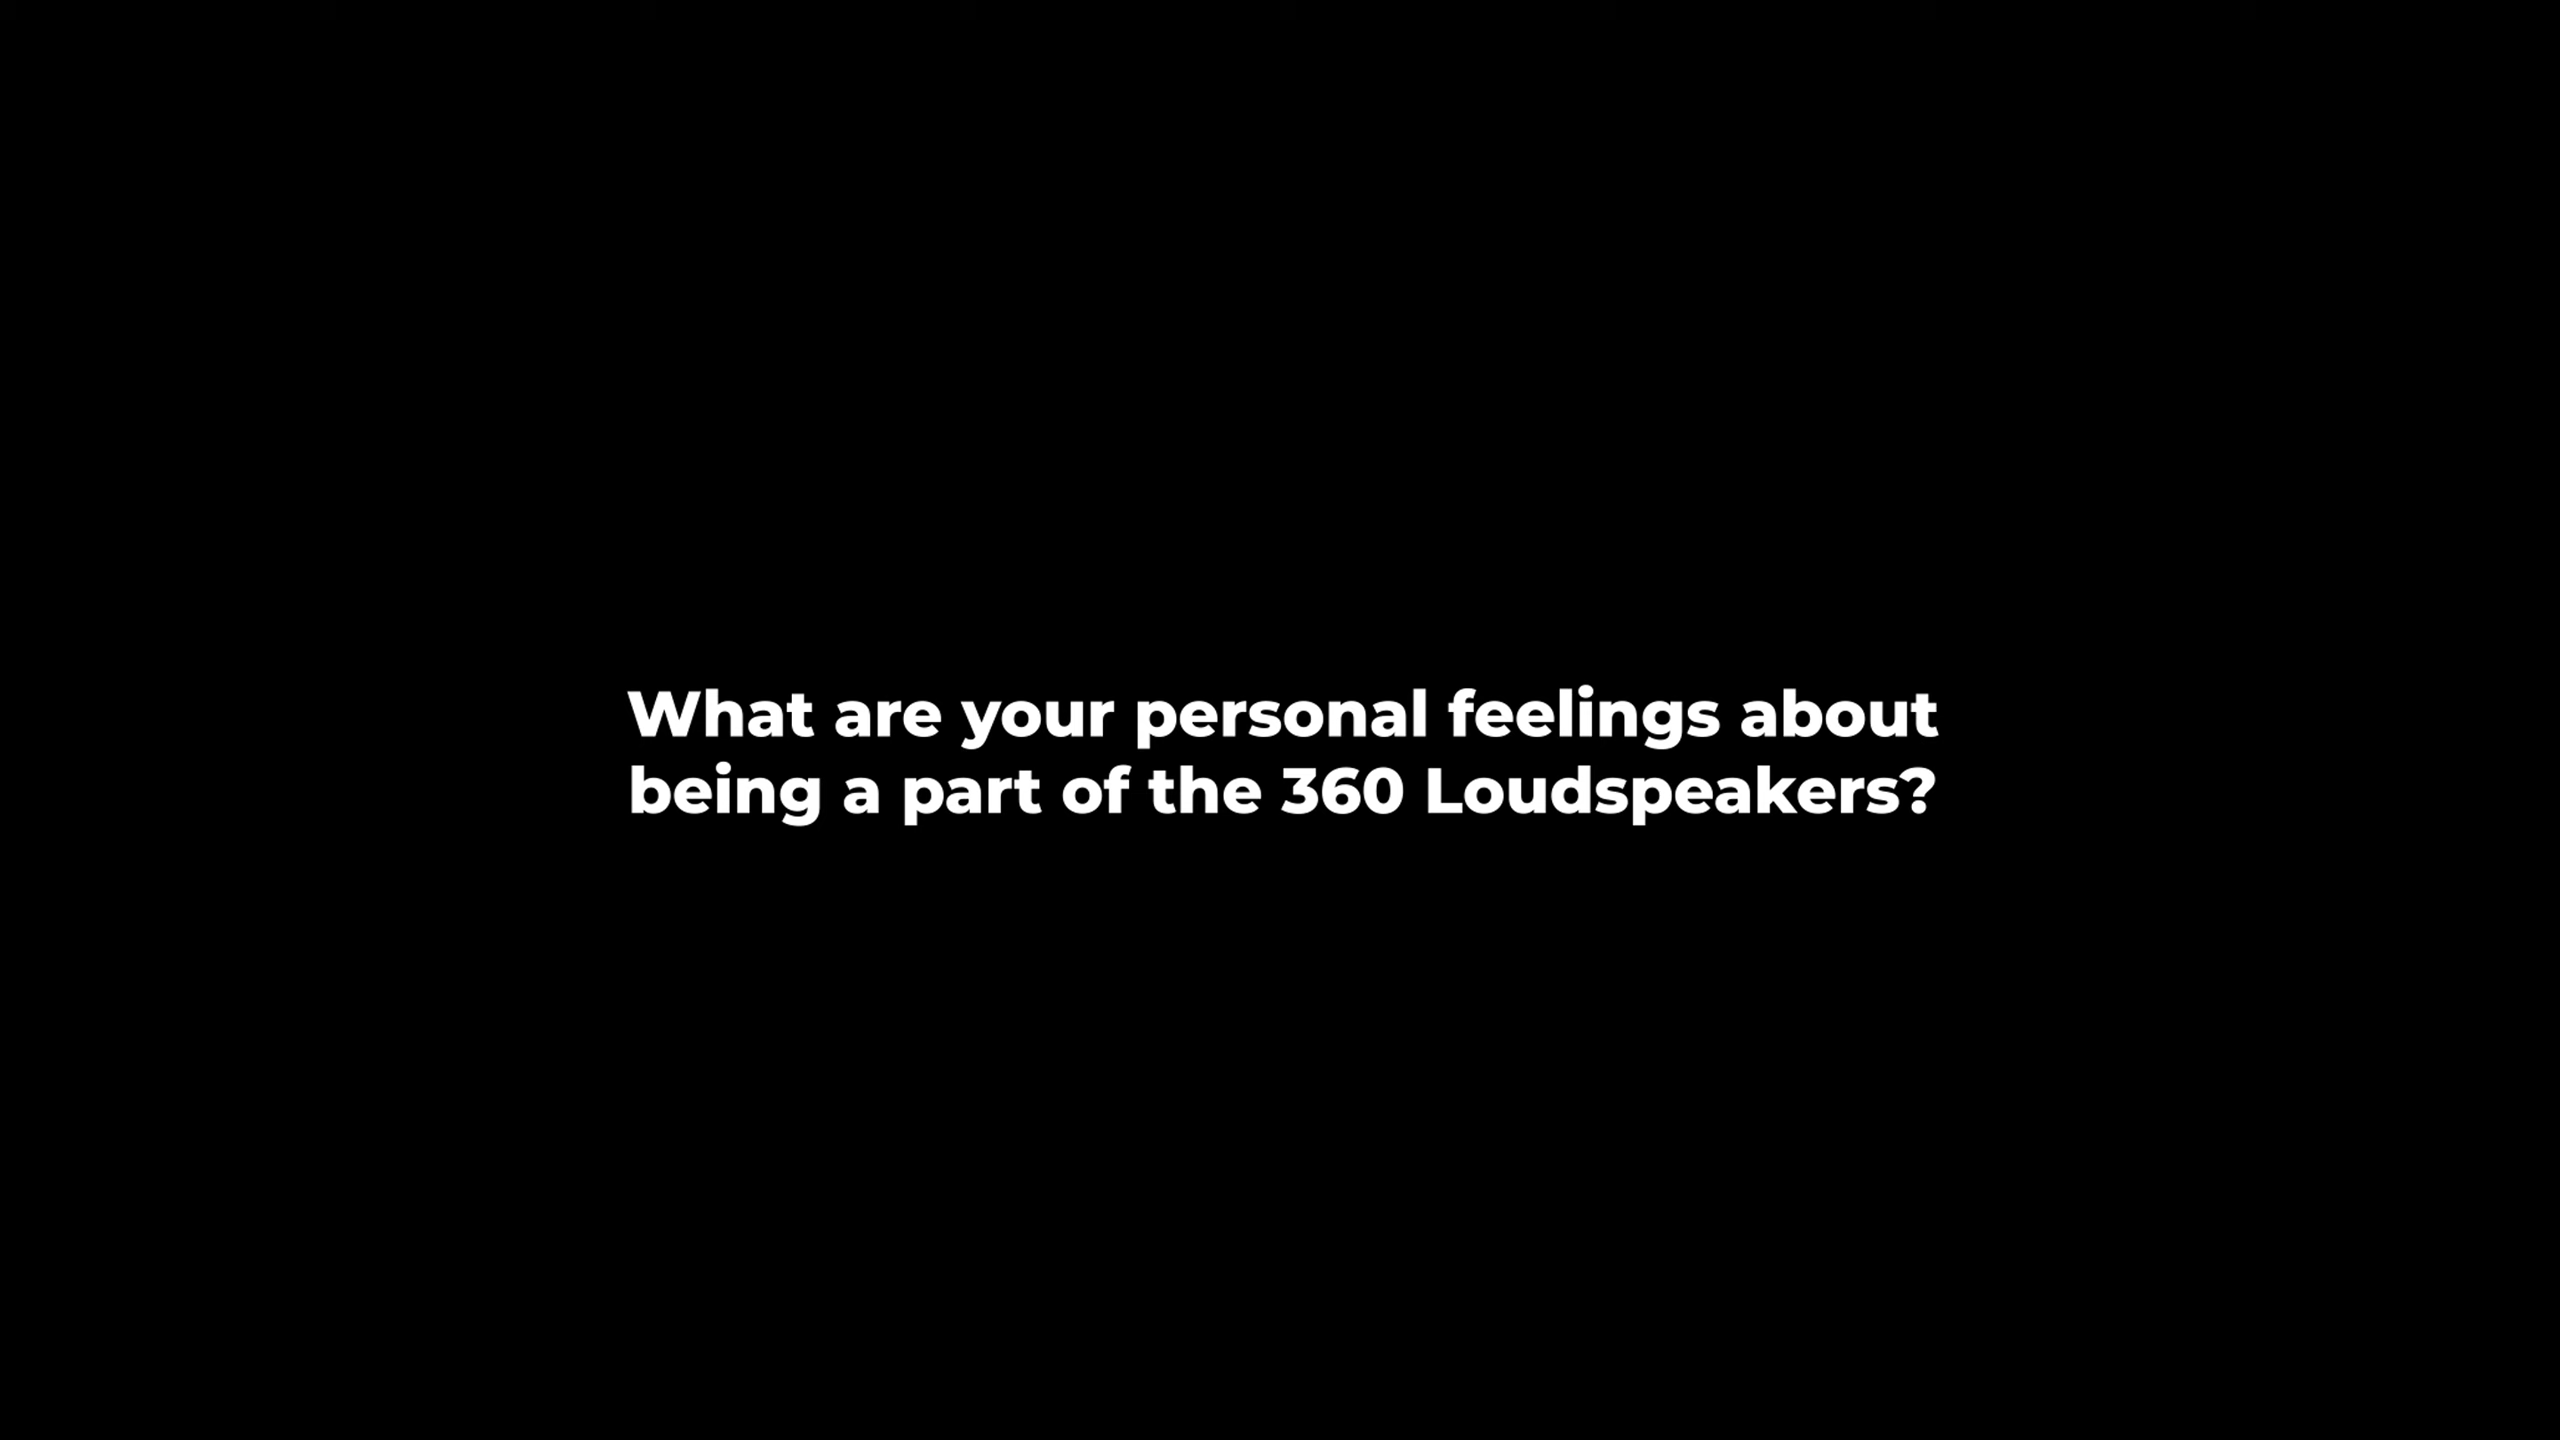 What are your personal feelings about
being a part of the 360 Loudspeakers?